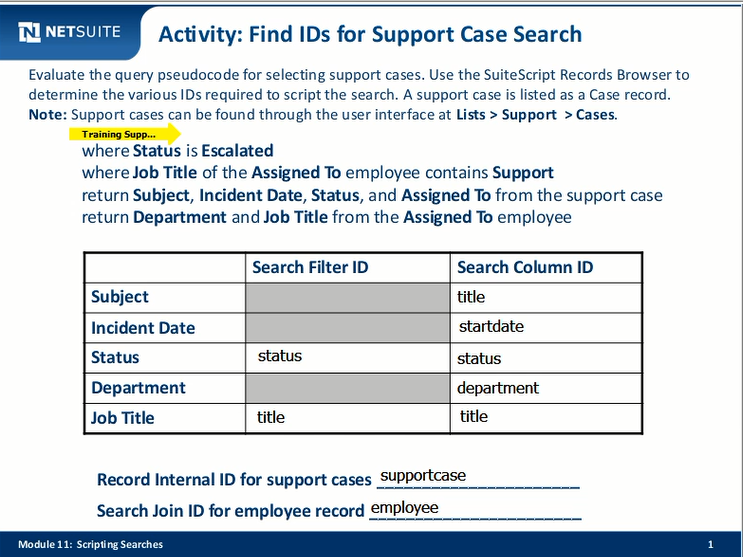 NETSUITE
Activity: Find IDs for Support Case Search
Evaluate the query pseudocode for selecting support cases. Use the SuiteScript Records Browser to
determine the various IDs required to script the search. A support case is listed as a Case record.
Note: Support cases can be found through the user interface at Lists > Support > Cases.
Training Supp...
where Status is Escalated
where Job Title of the Assigned To employee contains Support
return Subject, Incident Date, Status, and Assigned To from the support case
return Department and Job Title from the Assigned To employee
Search Filter ID Search Column ID
Subject title
Incident Date startdate
Status status status
Department department
Job Title title title
Record Internal ID for support cases supportcase
Search Join ID for employee record employee
Module 11: Scripting Searches 1